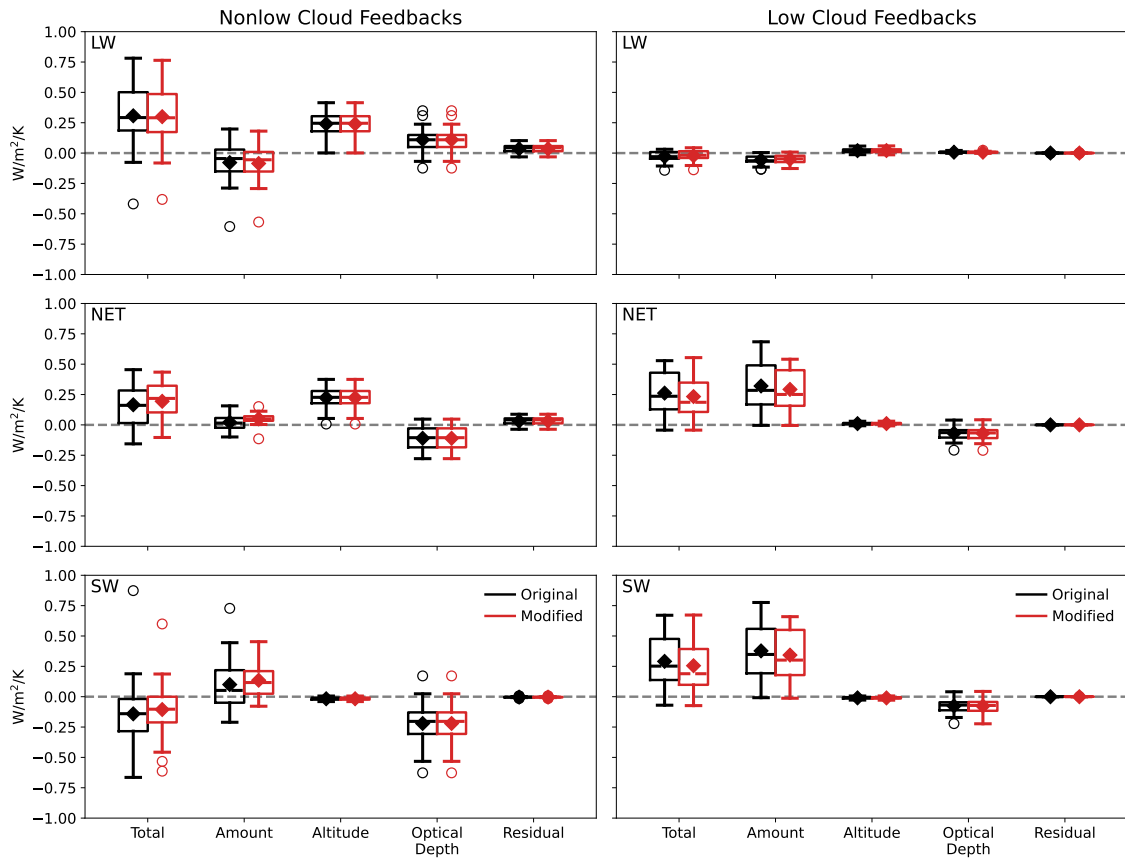 Nonlow Cloud Feedbacks
Low Cloud Feedbacks
LW
1.00
0.75
0.50
0.25
0.00
−0.25
−0.50
−0.75
−1.00
W/m²/K
LW
NET
1.00
0.75
0.50
0.25
0.00
−0.25
−0.50
−0.75
−1.00
W/m²/K
NET
SW
1.00
0.75
0.50
0.25
0.00
−0.25
−0.50
−0.75
−1.00
W/m²/K
Original
Modified
Total
Amount
Altitude
Optical
Depth
Residual
SW
Original
Modified
Total
Amount
Altitude
Optical
Depth
Residual